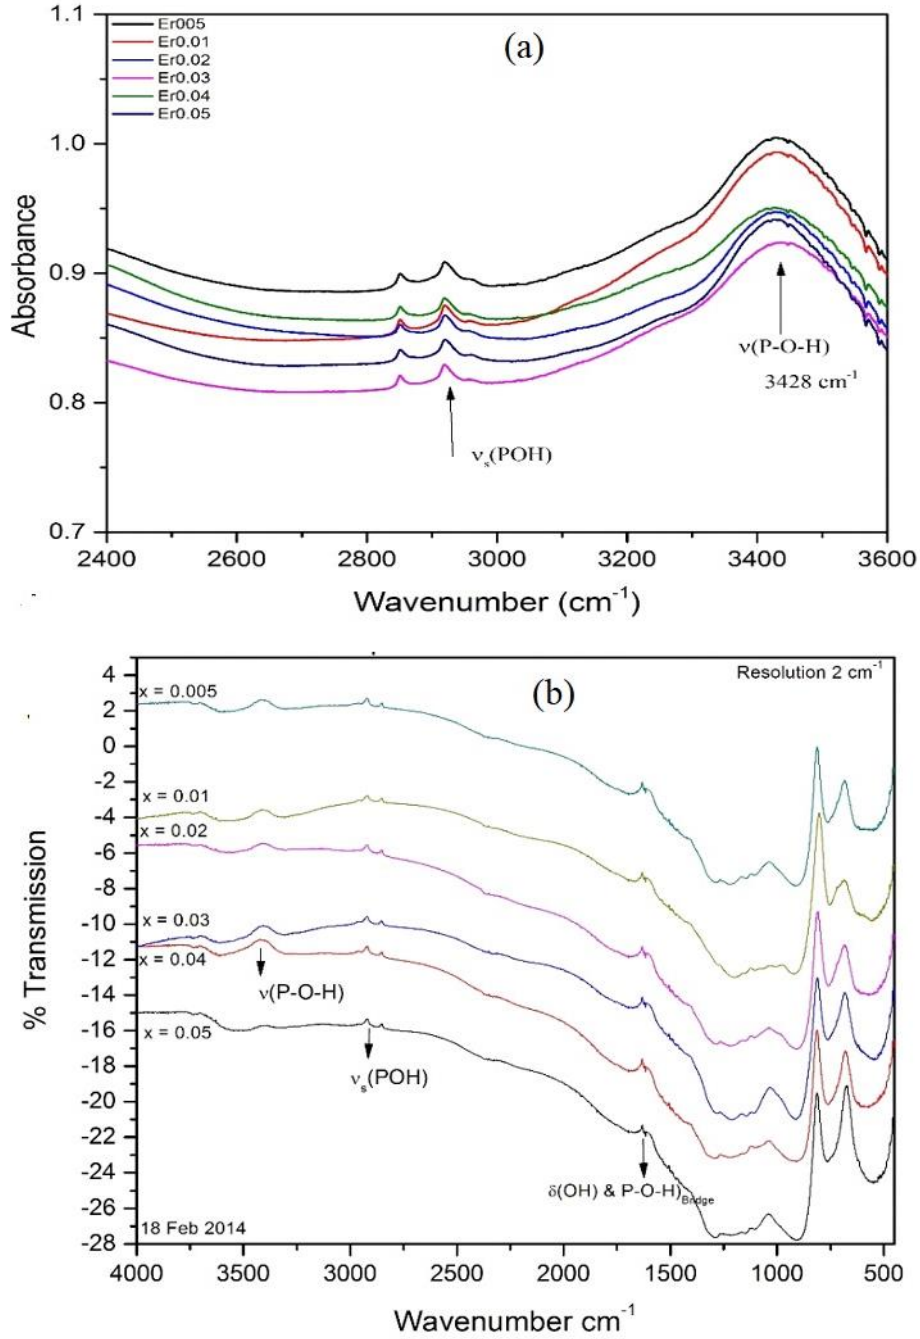 1.1
1.0
0.9
0.8
0.7
Absorbance
Er005
Er0.01
Er0.02
Er0.03
Er0.04
Er0.05
(a)
ν(P-O-H)
3428 cm⁻¹
νₛ(POH)
2400 2600 2800 3000 3200 3400 3600
Wavenumber (cm⁻¹)
4
2
0
-2
-4
-6
-8
-10
-12
-14
-16
-18
-20
-22
-24
-26
-28
% Transmission
(b)
Resolution 2 cm⁻¹
x = 0.005
x = 0.01
x = 0.02
x = 0.03
x = 0.04
ν(P-O-H)
x = 0.05
νₛ(POH)
δ(OH) & P-O-H)Bridge
18 Feb 2014
4000 3500 3000 2500 2000 1500 1000 500
Wavenumber cm⁻¹